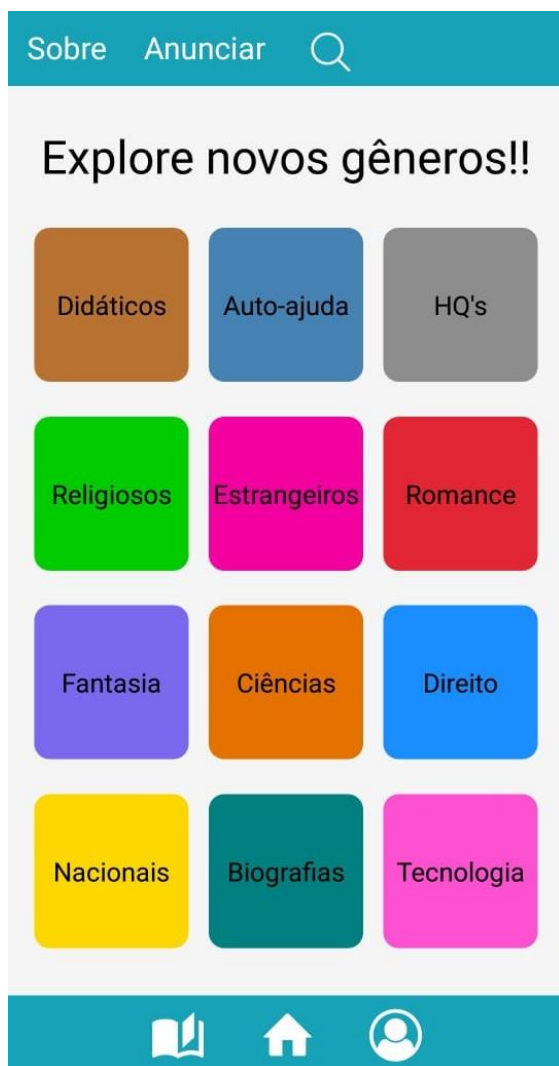 Sobre Anunciar
Explore novos gêneros!!
Didáticos Auto-ajuda HQ's
Religiosos Estrangeiros Romance
Fantasia Ciências Direito
Nacionais Biografias Tecnologia